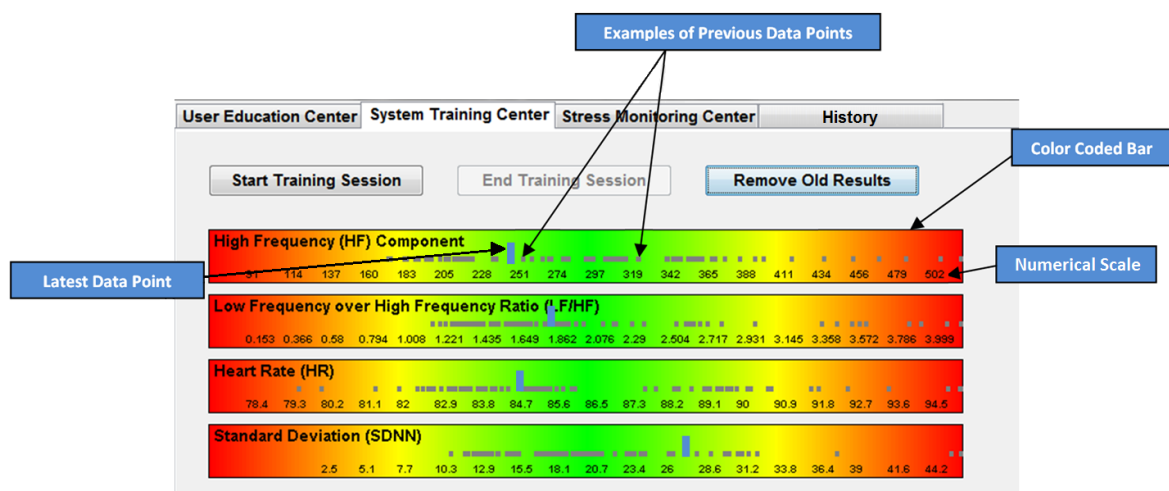 Examples of Previous Data Points
User Education Center System Training Center Stress Monitoring Center History
Color Coded Bar
Start Training Session End Training Session Remove Old Results
High Frequency (HF) Component
Latest Data Point
91 114 137 160 183 205 228 251 274 297 319 342 365 388 411 434 456 479 502
Numerical Scale
Low Frequency over High Frequency Ratio (LF/HF)
0.153 0.366 0.58 0.794 1.008 1.221 1.435 1.649 1.862 2.076 2.29 2.504 2.717 2.931 3.145 3.358 3.572 3.786 3.999
Heart Rate (HR)
78.4 79.3 80.2 81.1 82 82.9 83.8 84.7 85.6 86.5 87.3 88.2 89.1 90 90.9 91.8 92.7 93.6 94.5
Standard Deviation (SDNN)
2.5 5.1 7.7 10.3 12.9 15.5 18.1 20.7 23.4 26 28.6 31.2 33.8 36.4 39 41.6 44.2